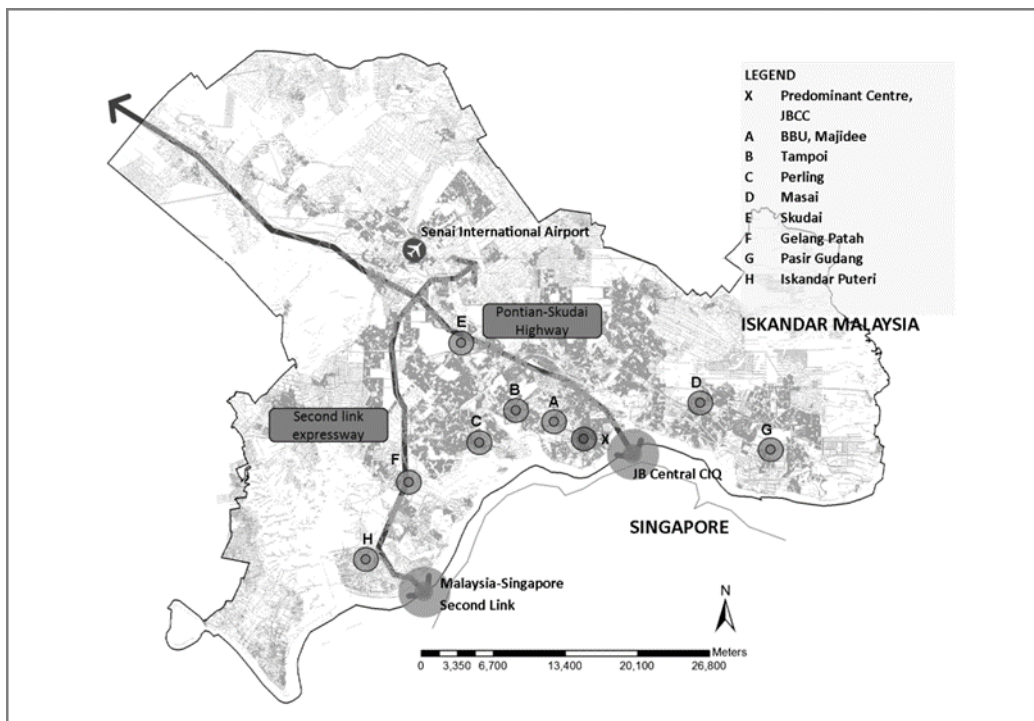 LEGEND
X Predominant Centre,
JBCC
A BBU, Majidee
B Tampoi
C Perling
D Masai
E Skudai
F Gelang Patah
G Pasir Gudang
H Iskandar Puteri
Senai International Airport
Pontian-Skudai
Highway
ISKANDAR MALAYSIA
E
D
B
A
C
X
G
Second link
expressway
F
JB Central CIQ
SINGAPORE
H
Malaysia-Singapore
Second Link
N
Meters
0 3,350 6,700 13,400 20,100 26,800